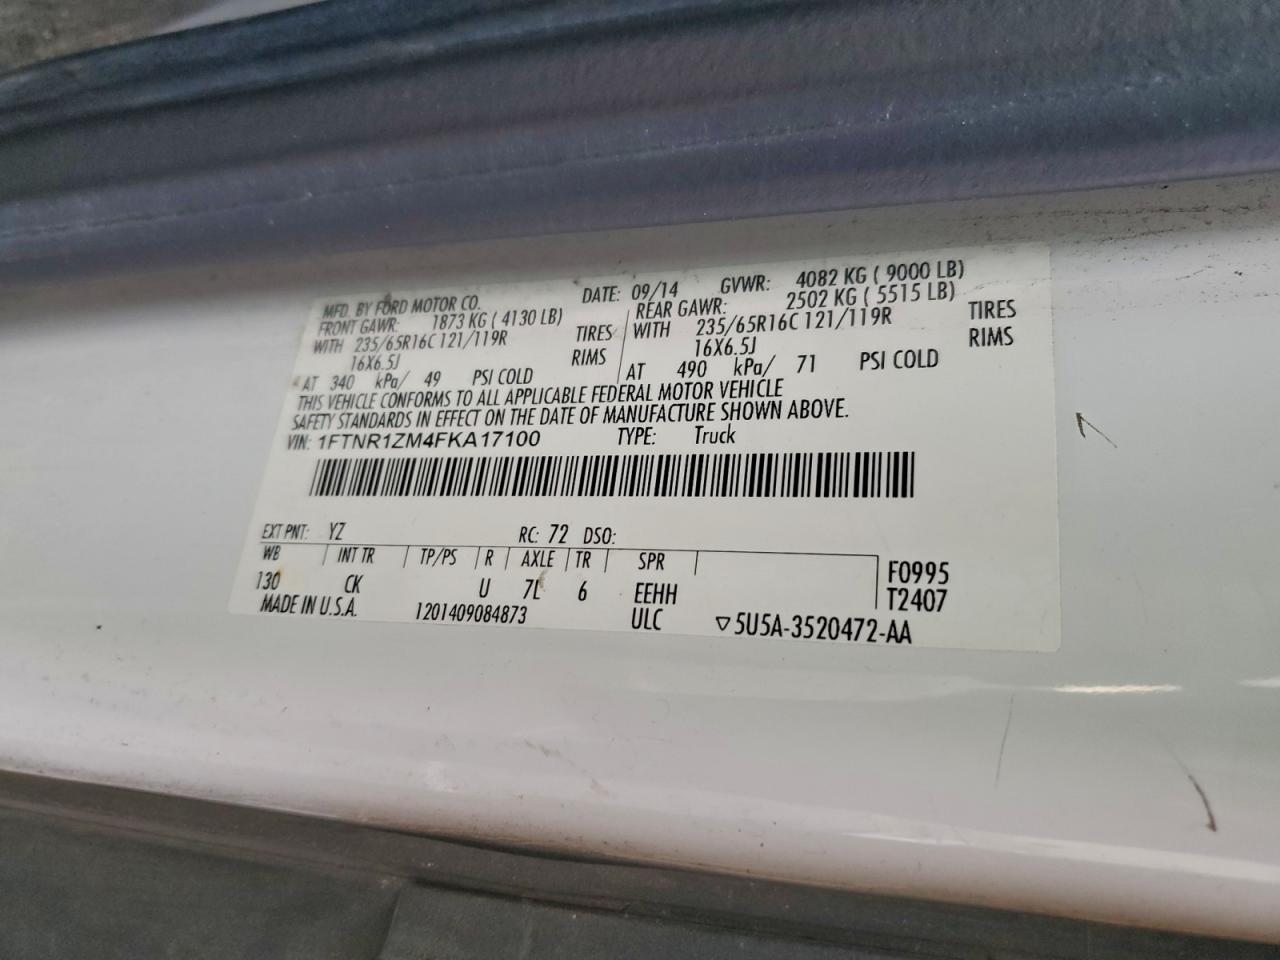 MFD. BY FORD MOTOR CO. DATE: 09/14 GVWR: 4082 KG ( 9000 LB)
FRONT GAWR: 1873 KG ( 4130 LB) REAR GAWR: 2502 KG ( 5515 LB)
WITH 235/65R16C 121/119R TIRES WITH 235/65R16C 121/119R TIRES
16X6.5J RIMS 16X6.5J RIMS
AT 340 kPa/ 49 PSI COLD AT 490 kPa/ 71 PSI COLD
THIS VEHICLE CONFORMS TO ALL APPLICABLE FEDERAL MOTOR VEHICLE
SAFETY STANDARDS IN EFFECT ON THE DATE OF MANUFACTURE SHOWN ABOVE.
VIN: 1FTNR1ZM4FKA17100 TYPE: Truck
EXT PNT: YZ RC: 72 DSO:
WB INT TR TP/PS R AXLE TR SPR F0995
130 CK U 7L 6 EEHH T2407
MADE IN U.S.A. 1201409084873 ULC ▽5U5A-3520472-AA